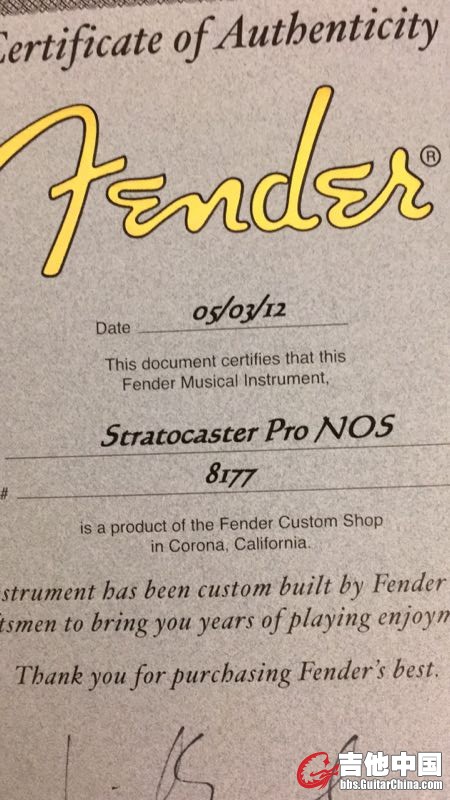 Certificate of Authenticity
Fender®
Date 05/03/12
This document certifies that this
Fender Musical Instrument,
Stratocaster Pro NOS
# 8177
is a product of the Fender Custom Shop
in Corona, California.
strument has been custom built by Fender
tsmen to bring you years of playing enjoym
Thank you for purchasing Fender's best.
吉他中国
bbs.GuitarChina.com